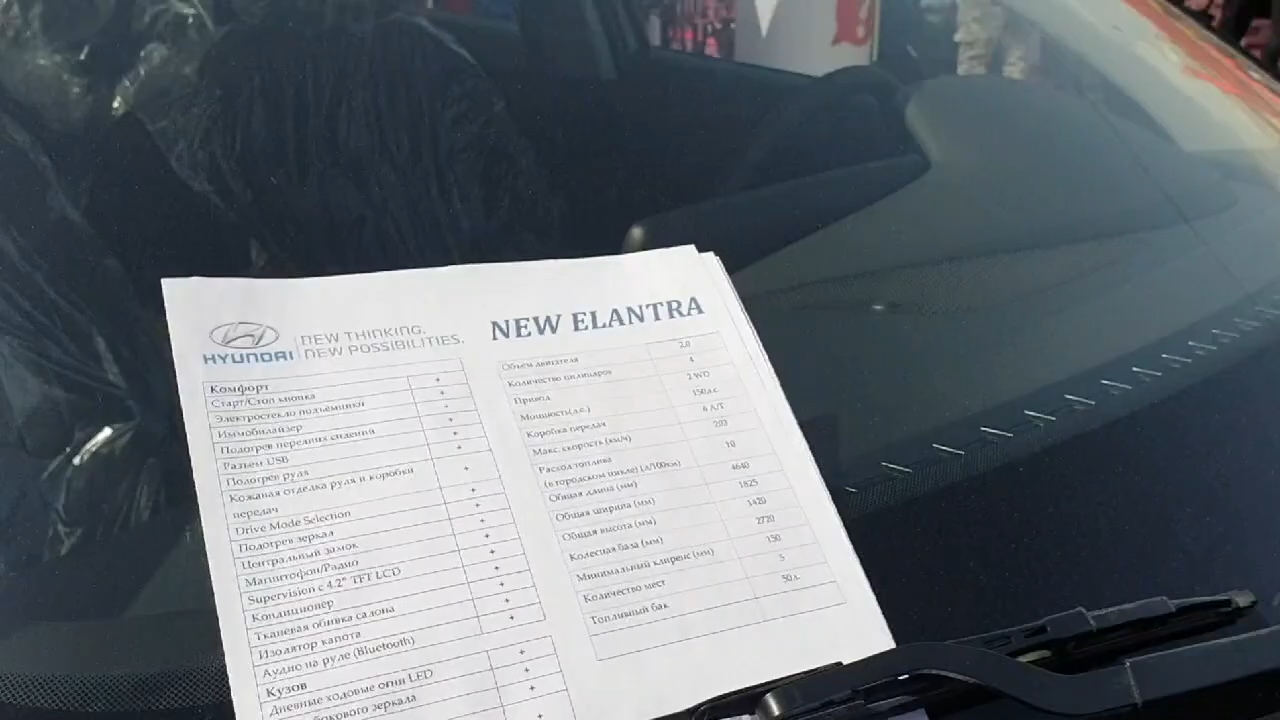 HYUNDAI
NEW THINKING.
NEW POSSIBILITIES.
NEW ELANTRA
Комфорт
Старт/Стоп кнопка +
Электростекло подъемники +
Иммобилайзер +
Подогрев передних сидения +
Разъем USB +
Подогрев руля
Кожаная отделка руля и коробки
передач +
Drive Mode Selection +
Подогрев зеркал +
Центральный замок +
Магнитофон/Радио +
Supervision с 4.2" TFT LCD +
Кондиционер +
Тканевая обивка салона +
Изолятор капота +
Аудио на руле (Bluetooth)
Кузов +
Дневные ходовые огни LED +
бокового зеркала +
Объем двигателя 2.0
Количество цилиндров 4
Привод 2 WD
Мощность(л.с.) 150л.с.
Коробка передач 6 A/T
Макс. скорость (км/ч) 203
Расход топлива
(в городском цикле) (л/100км) 10
Общая длина (мм) 4640
Общая ширина (мм) 1825
Общая высота (мм) 1420
Колесная база (мм) 2720
Минимальный клиренс (мм) 150
Количество мест 5
Топливный бак 50л.